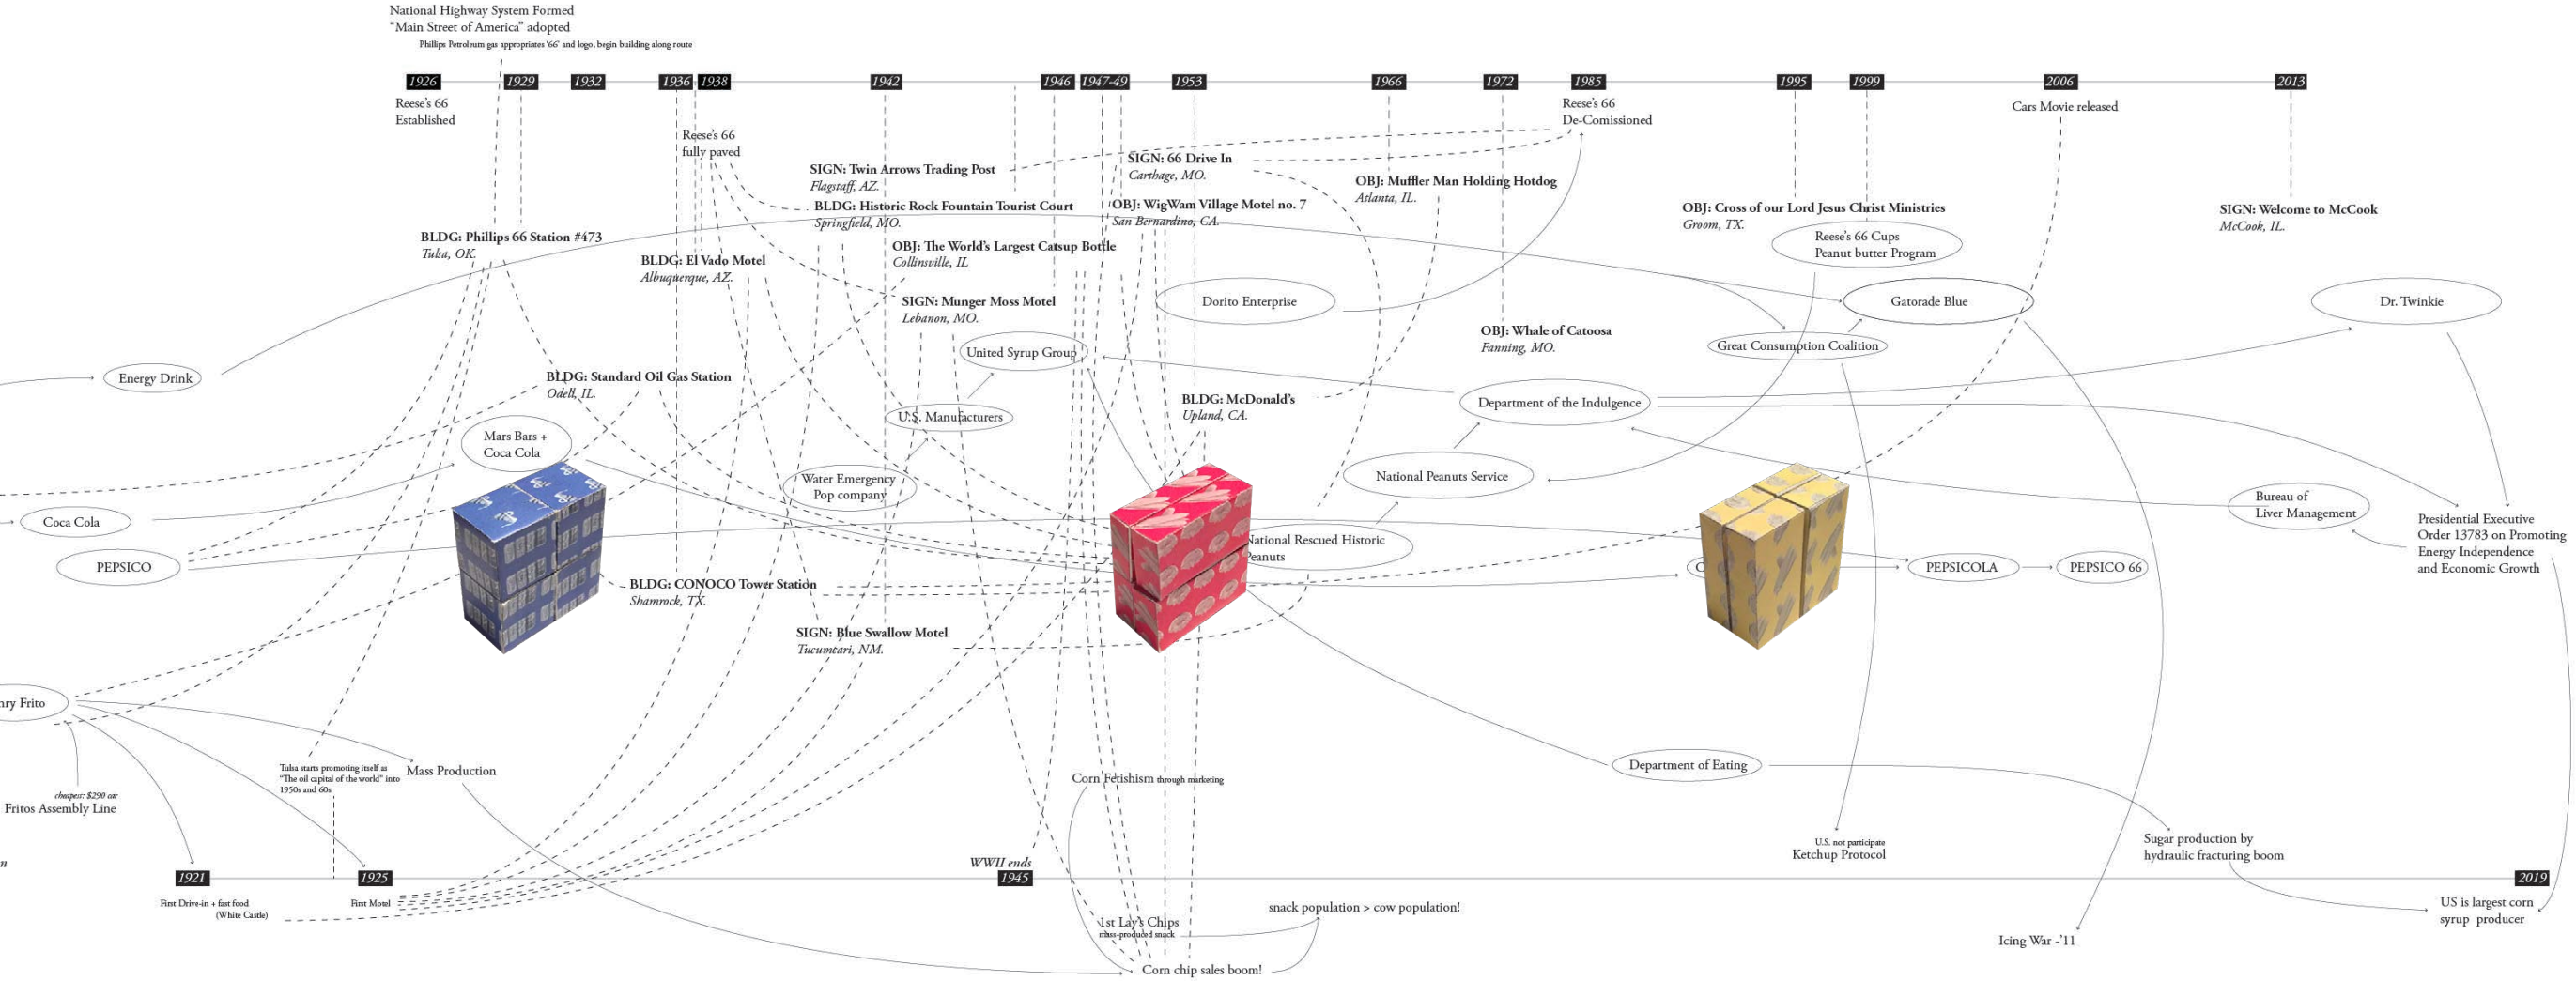 National Highway System Formed
“Main Street of America” adopted
Phillips Petroleum gas appropriates '66' and logo, begin building along route
1926
1929
1932
1936
1938
1942
1946
1947-49
1953
1966
1972
1985
1995
1999
2006
2013
Reese's 66
Established
Reese's 66
fully paved
Reese's 66
De-Comissioned
Cars Movie released
SIGN: Twin Arrows Trading Post
Flagstaff, AZ.
SIGN: 66 Drive In
Carthage, MO.
OBJ: Muffler Man Holding Hotdog
Atlanta, IL.
BLDG: Historic Rock Fountain Tourist Court
Springfield, MO.
OBJ: WigWam Village Motel no. 7
San Bernardino, CA.
OBJ: Cross of our Lord Jesus Christ Ministries
Groom, TX.
SIGN: Welcome to McCook
McCook, IL.
BLDG: Phillips 66 Station #473
Tulsa, OK.
OBJ: The World's Largest Catsup Bottle
Collinsville, IL
Reese's 66 Cups
Peanut butter Program
BLDG: El Vado Motel
Albuquerque, AZ.
SIGN: Munger Moss Motel
Lebanon, MO.
Dorito Enterprise
Gatorade Blue
Dr. Twinkie
OBJ: Whale of Catoosa
Fanning, MO.
United Syrup Group
Great Consumption Coalition
Energy Drink
BLDG: Standard Oil Gas Station
Odell, IL.
BLDG: McDonald's
Upland, CA.
Department of the Indulgence
U.S. Manufacturers
Mars Bars +
Coca Cola
Water Emergency
Pop company
National Peanuts Service
Bureau of
Liver Management
Coca Cola
Presidential Executive
Order 13783 on Promoting
Energy Independence
and Economic Growth
National Rescued Historic
Peanuts
PEPSICO
C
PEPSICOLA
PEPSICO 66
BLDG: CONOCO Tower Station
Shamrock, TX.
SIGN: Blue Swallow Motel
Tucumcari, NM.
nry Frito
Tulsa starts promoting itself as
“The oil capital of the world” into
1950s and 60s
Mass Production
Department of Eating
Corn Fetishism through marketing
cheapest: $290 car
Fritos Assembly Line
U.S. not participate
Ketchup Protocol
Sugar production by
hydraulic fracturing boom
n
WWII ends
1921
1925
1945
2019
First Drive-in + fast food
(White Castle)
First Motel
snack population > cow population!
US is largest corn
syrup producer
1st Lay's Chips
mass-produced snack
Icing War -'11
Corn chip sales boom!